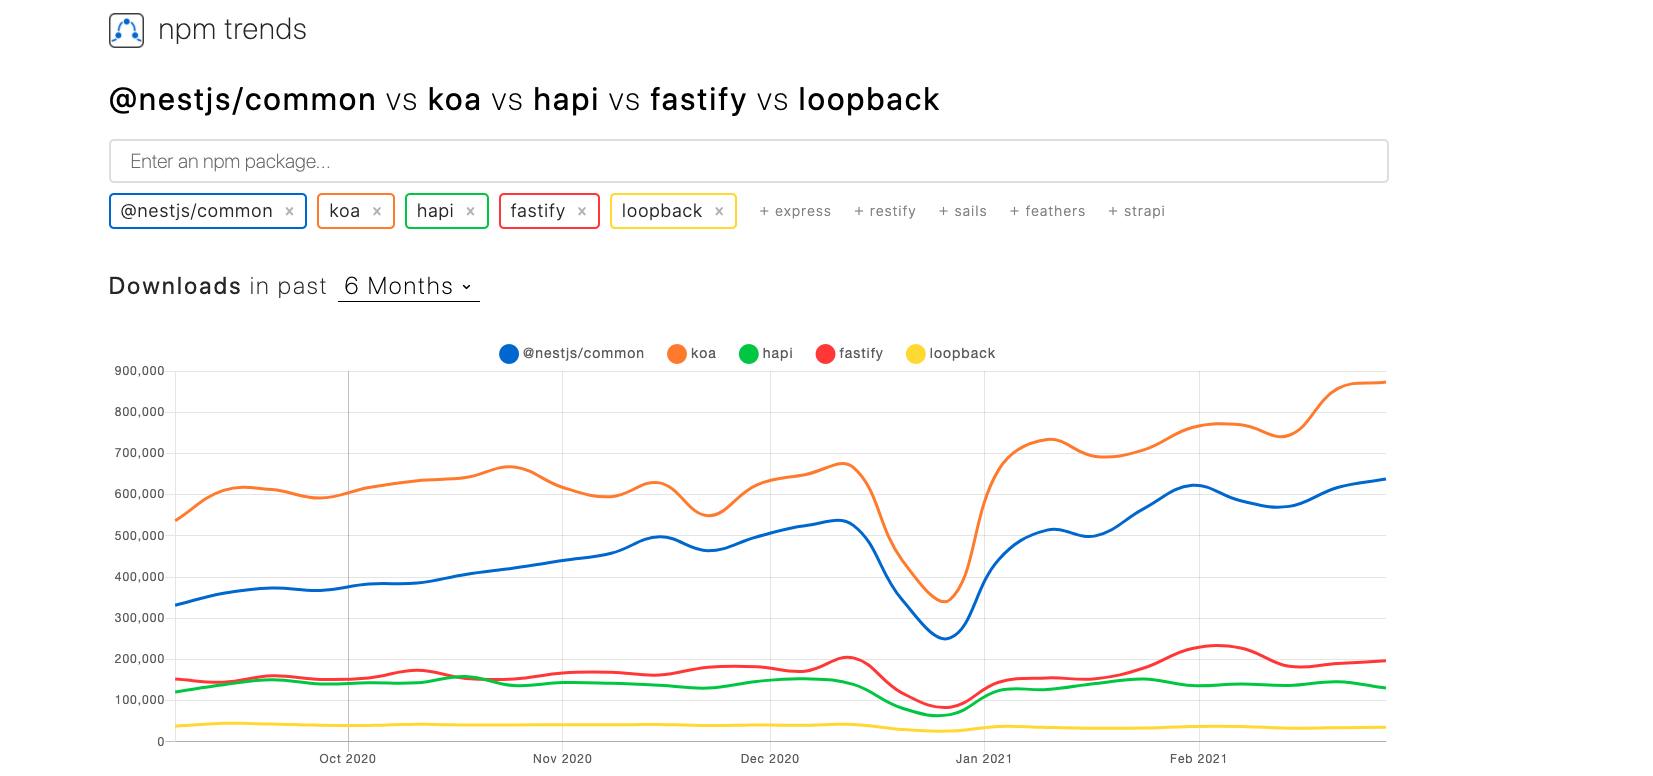 npm trends
@nestjs/common vs koa vs hapi vs fastify vs loopback
Enter an npm package...
@nestjs/common × koa × hapi × fastify × loopback × + express + restify + sails + feathers + strapi
Downloads in past 6 Months
@nestjs/common koa hapi fastify loopback
900,000
800,000
700,000
600,000
500,000
400,000
300,000
200,000
100,000
0
Oct 2020 Nov 2020 Dec 2020 Jan 2021 Feb 2021